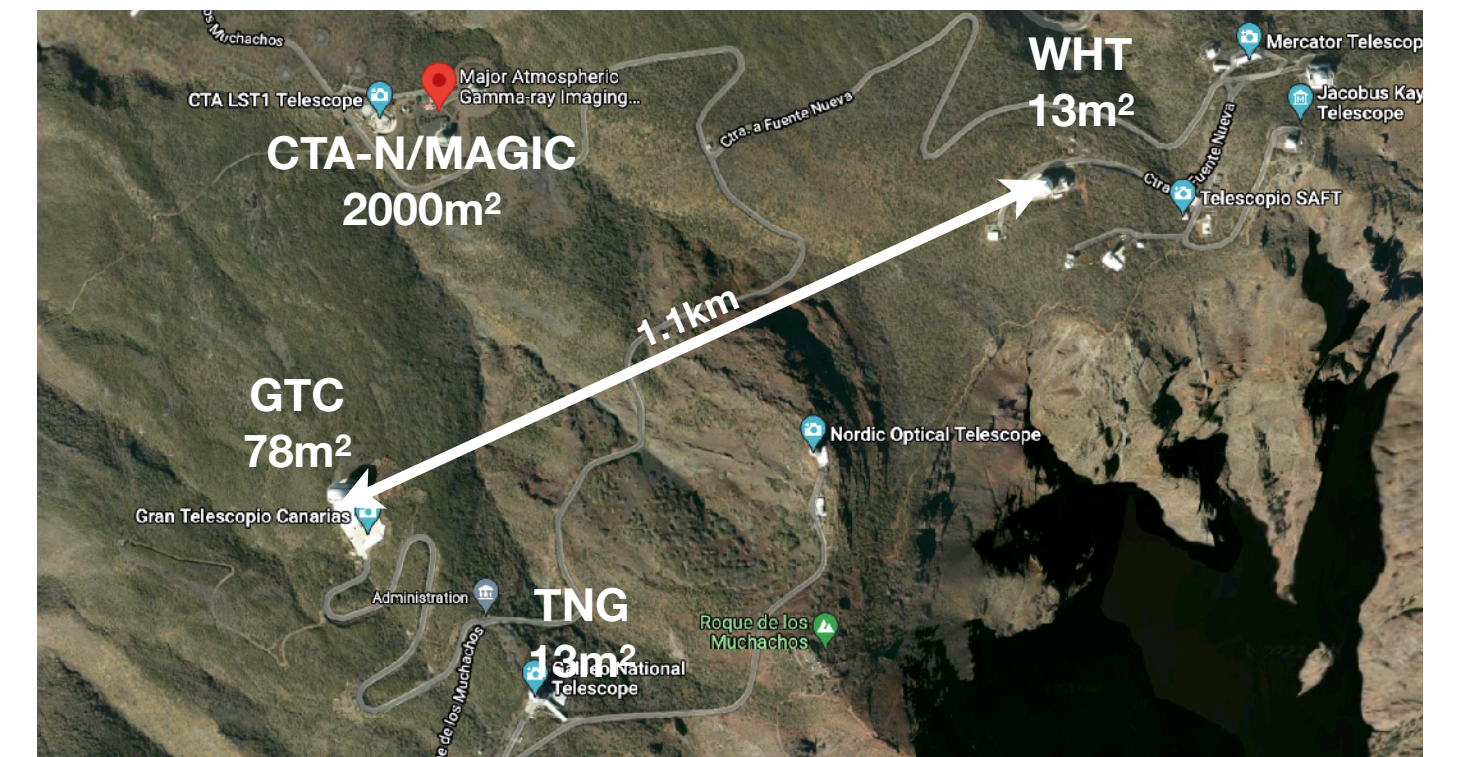 os Muchachos
CTA LST1 Telescope
Major Atmospheric
Gamma-ray Imaging...
CTA-N/MAGIC
2000m²
Ctra. a Fuente Nueva
WHT
13m²
Mercator Telescop
Jacobus Kay
Telescope
Ctra
Fuente Nueva
Telescopio SAFT
1.1km
GTC
78m²
Gran Telescopio Canarias
Nordic Optical Telescope
Administration
TNG
13m²
Galileo National
Telescope
Roque de los
Muchachos
e de los Muchachos